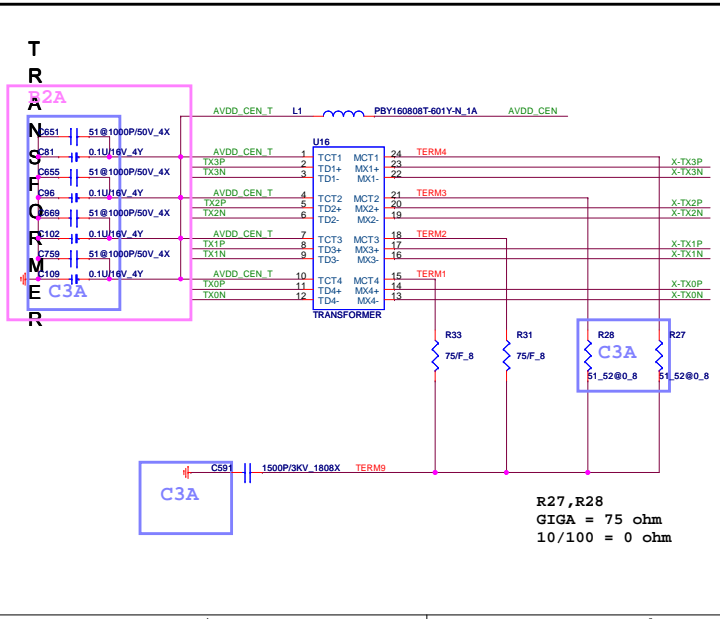 TRANSFORMER
B2A
AVDD_CEN_T L1 PBY160808T-601Y-N_1A AVDD_CEN
C651 51@1000P/50V_4X
C81 0.1U/16V_4Y
C655 51@1000P/50V_4X
C96 0.1U/16V_4Y
C669 51@1000P/50V_4X
C102 0.1U/16V_4Y
C759 51@1000P/50V_4X
C109 0.1U/16V_4Y
C3A
U16
AVDD_CEN_T 1 TCT1 MCT1 24 TERM4
TX3P 2 TD1+ MX1+ 23 X-TX3P
TX3N 3 TD1- MX1- 22 X-TX3N
AVDD_CEN_T 4 TCT2 MCT2 21 TERM3
TX2P 5 TD2+ MX2+ 20 X-TX2P
TX2N 6 TD2- MX2- 19 X-TX2N
AVDD_CEN_T 7 TCT3 MCT3 18 TERM2
TX1P 8 TD3+ MX3+ 17 X-TX1P
TX1N 9 TD3- MX3- 16 X-TX1N
AVDD_CEN_T 10 TCT4 MCT4 15 TERM1
TX0P 11 TD4+ MX4+ 14 X-TX0P
TX0N 12 TD4- MX4- 13 X-TX0N
TRANSFORMER
R33 R31 R28 R27
75/F_8 75/F_8 C3A
51_52@0_8 51_52@0_8
C591 1500P/3KV_1808X TERM9
C3A
R27,R28
GIGA = 75 ohm
10/100 = 0 ohm